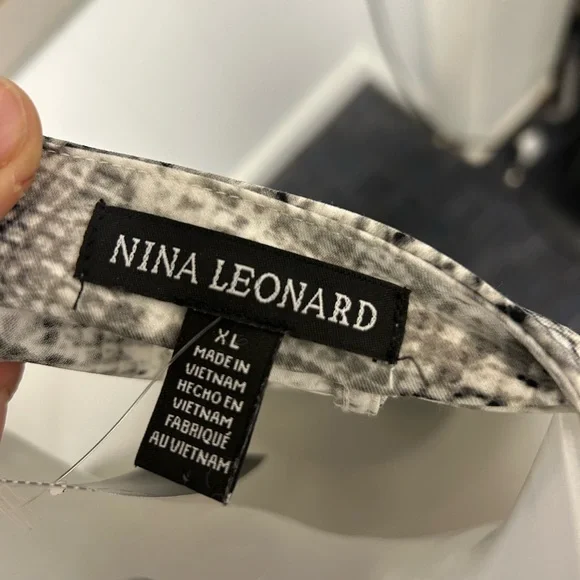 NINA LEONARD
XL
MADE IN
VIETNAM
HECHO EN
VIETNAM
FABRIQUÉ
AU VIETNAM